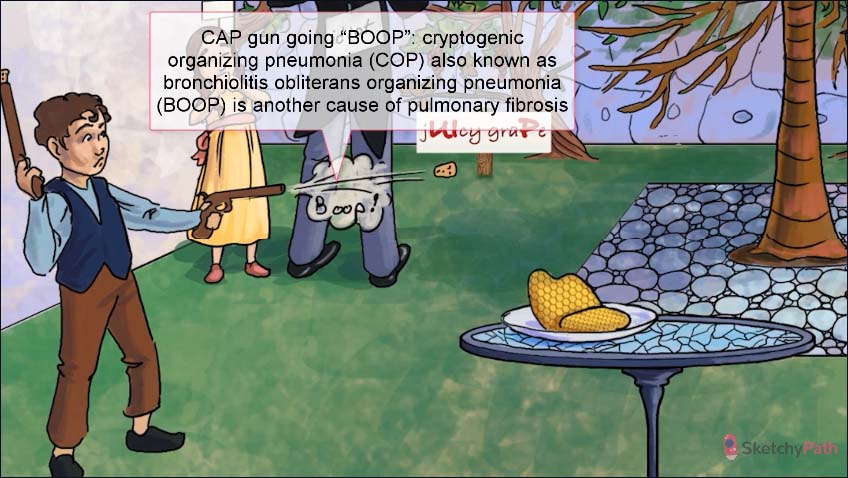 CAP gun going “BOOP”: cryptogenic
organizing pneumonia (COP) also known as
bronchiolitis obliterans organizing pneumonia
(BOOP) is another cause of pulmonary fibrosis
jUIcy graPe
Boop!
SketchyPath